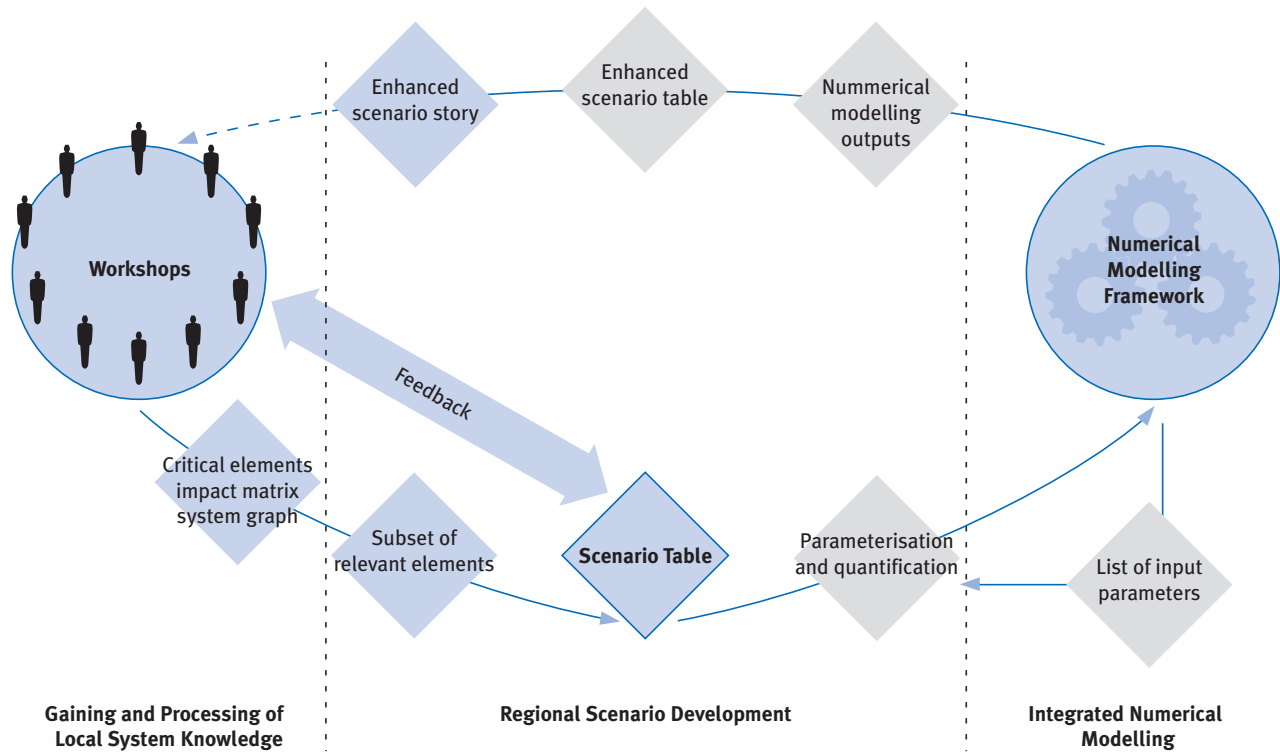 Enhanced
scenario story
Enhanced
scenario table
Nummerical
modelling
outputs
Workshops
Numerical
Modelling
Framework
Feedback
Critical elements
impact matrix
system graph
Subset of
relevant elements
Scenario Table
Parameterisation
and quantification
List of input
parameters
Gaining and Processing of
Local System Knowledge
Regional Scenario Development
Integrated Numerical
Modelling